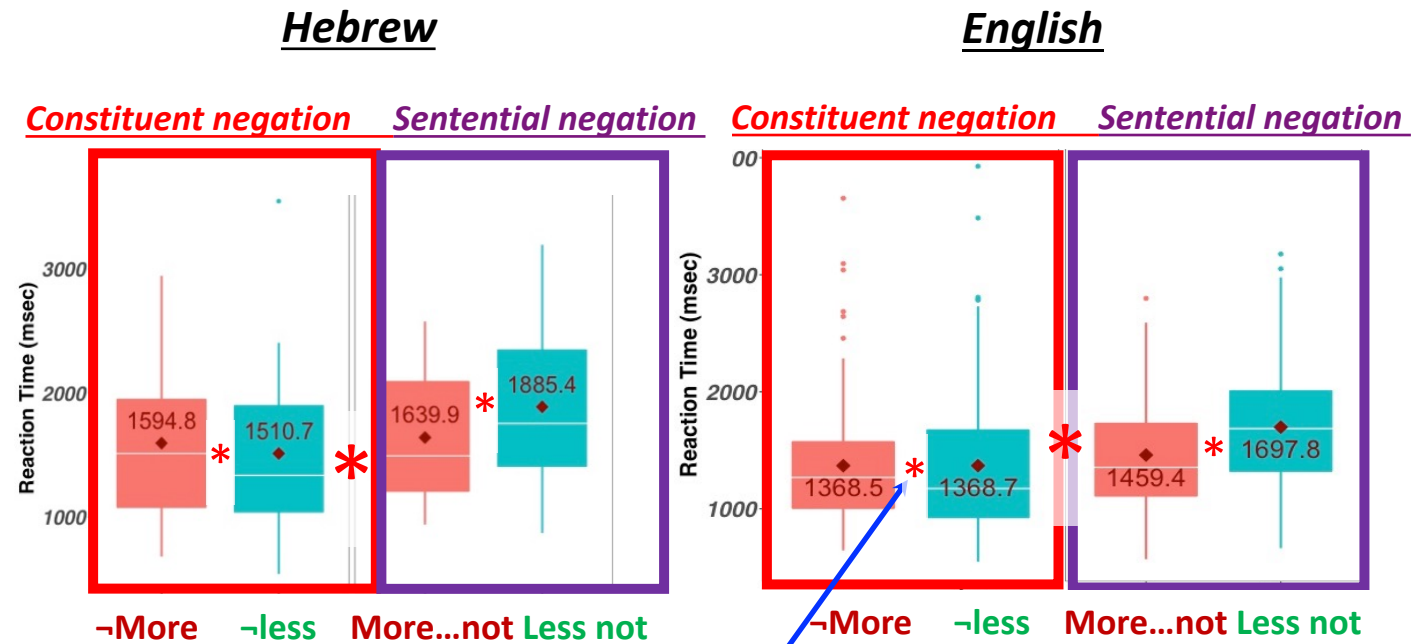 Hebrew
English
Constituent negation Sentential negation
Constituent negation Sentential negation
Reaction Time (msec)
3000
2000
1000
1594.8
*
1510.7
*
1639.9
*
1885.4
¬More ¬less More...not Less not
Reaction Time (msec)
00
3000
2000
1000
1368.5
*
1368.7
*
1459.4
*
1697.8
¬More ¬less More...not Less not